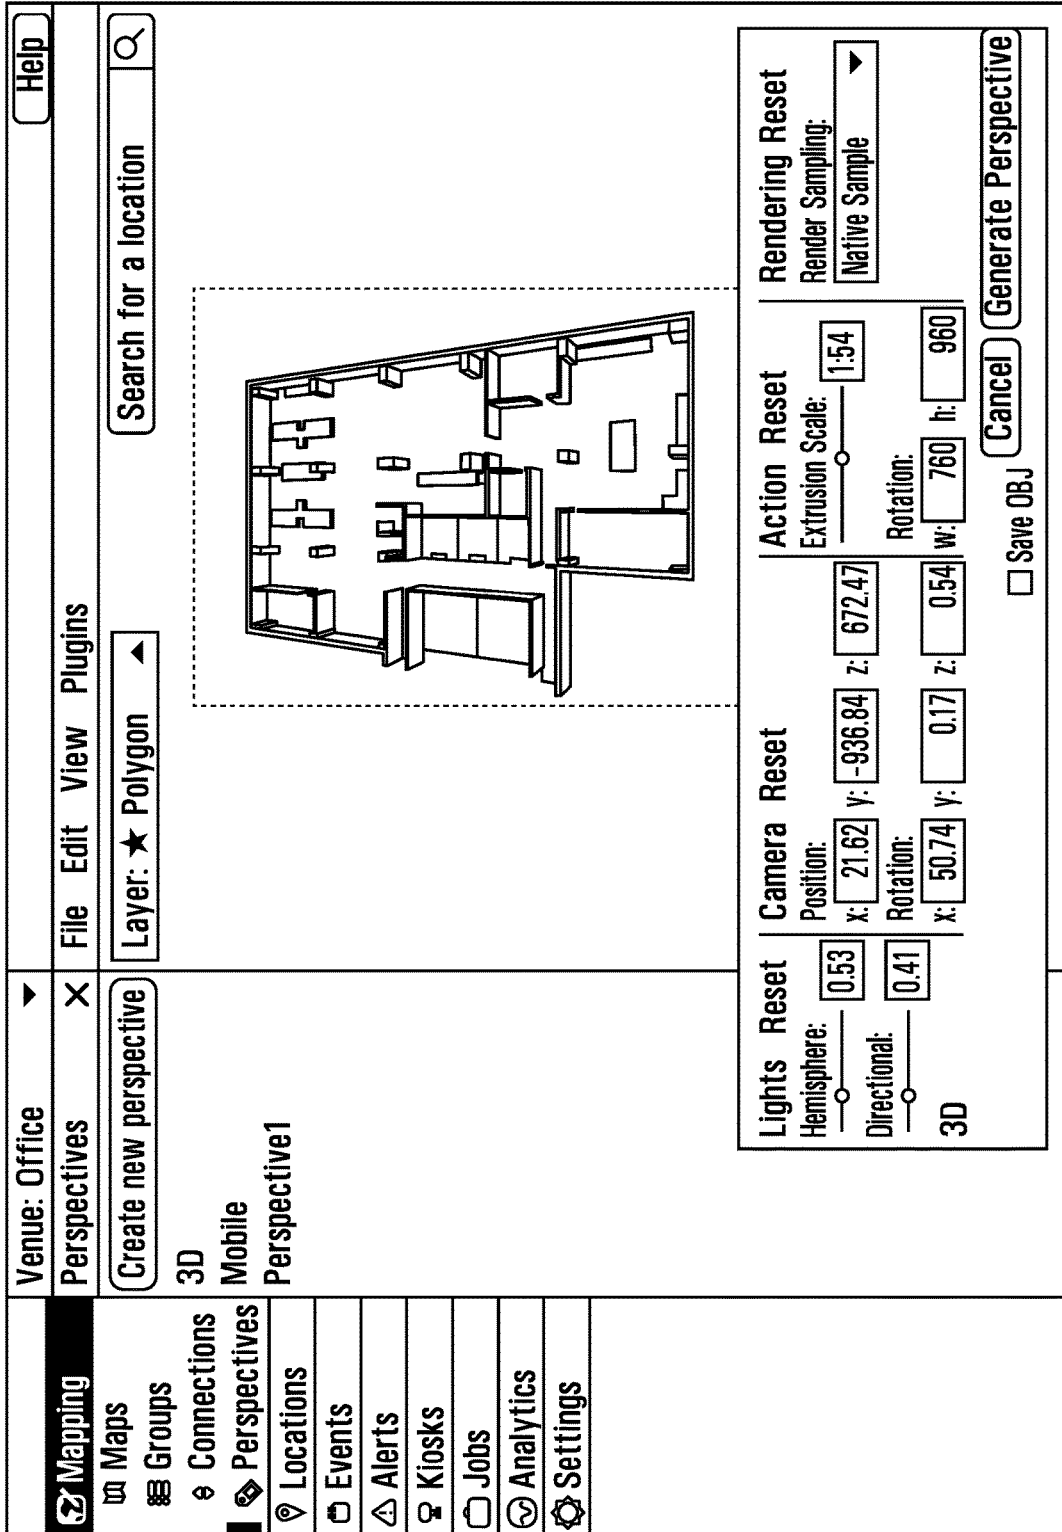 Venue: Office
Help
Mapping
Maps
Groups
Connections
Perspectives
Locations
Events
Alerts
Kiosks
Jobs
Analytics
Settings
Perspectives
Create new perspective
3D
Mobile
Perspective1
File Edit View Plugins
Layer: ★ Polygon
Search for a location
Lights Reset
Hemisphere:
0.53
Directional:
0.41
3D
Camera Reset
Position:
x: 21.62 y: -936.84 z: 672.47
Rotation:
x: 50.74 y: 0.17 z: 0.54
Action Reset
Extrusion Scale:
1:54
Rotation:
w: 760 h: 960
Rendering Reset
Render Sampling:
Native Sample
Save OBJ
Cancel
Generate Perspective